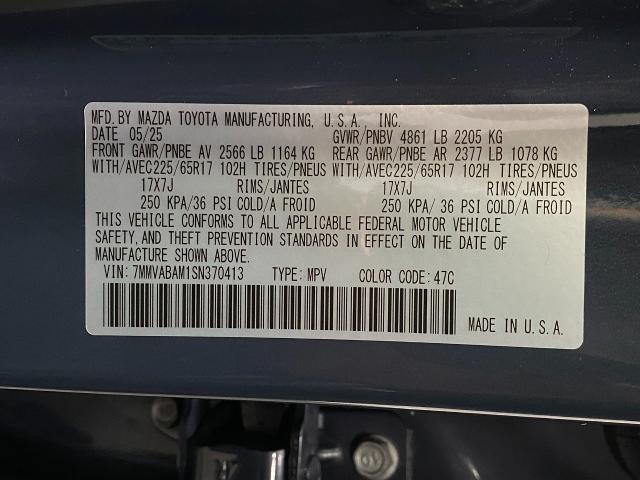 MFD. BY MAZDA TOYOTA MANUFACTURING, U.S.A., INC.
DATE 05/25 GVWR/PNBV 4861 LB 2205 KG
FRONT GAWR/PNBE AV 2566 LB 1164 KG REAR GAWR/PNBE AR 2377 LB 1078 KG
WITH/AVEC225/65R17 102H TIRES/PNEUS WITH/AVEC225/65R17 102H TIRES/PNEUS
17X7J RIMS/JANTES 17X7J RIMS/JANTES
250 KPA/36 PSI COLD/A FROID 250 KPA/ 36 PSI COLD/A FROID
THIS VEHICLE CONFORMS TO ALL APPLICABLE FEDERAL MOTOR VEHICLE
SAFETY, AND THEFT PREVENTION STANDARDS IN EFFECT ON THE DATE OF
MANUFACTURE SHOWN ABOVE.
VIN: 7MMVABAM1SN370413 TYPE: MPV COLOR CODE: 47C
MADE IN U.S.A.